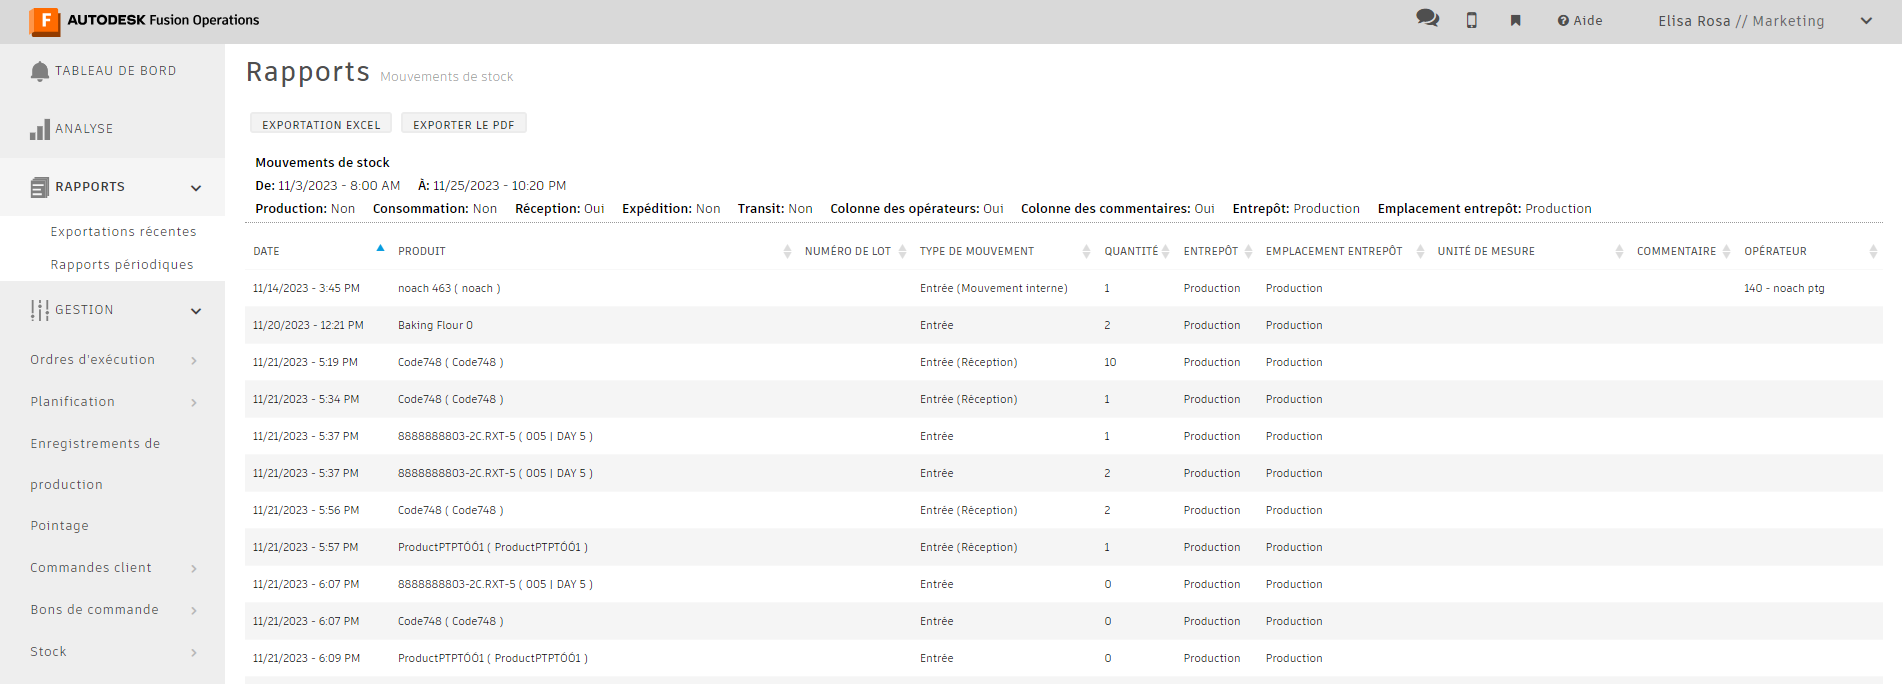 AUTODESK Fusion Operations
Aide
Elisa Rosa // Marketing
TABLEAU DE BORD
ANALYSE
RAPPORTS
Exportations récentes
Rapports périodiques
GESTION
Ordres d'exécution
Planification
Enregistrements de
production
Pointage
Commandes client
Bons de commande
Stock
Rapports Mouvements de stock
EXPORTATION EXCEL EXPORTER LE PDF
Mouvements de stock
De: 11/3/2023 - 8:00 AM À: 11/25/2023 - 10:20 PM
Production: Non Consommation: Non Réception: Oui Expédition: Non Transit: Non Colonne des opérateurs: Oui Colonne des commentaires: Oui Entrepôt: Production Emplacement entrepôt: Production
DATE PRODUIT NUMÉRO DE LOT TYPE DE MOUVEMENT QUANTITÉ ENTREPÔT EMPLACEMENT ENTREPÔT UNITÉ DE MESURE COMMENTAIRE OPÉRATEUR
11/14/2023 - 3:45 PM noach 463 ( noach ) Entrée (Mouvement interne) 1 Production Production 140 - noach ptg
11/20/2023 - 12:21 PM Baking Flour 0 Entrée 2 Production Production
11/21/2023 - 5:19 PM Code748 ( Code748 ) Entrée (Réception) 10 Production Production
11/21/2023 - 5:34 PM Code748 ( Code748 ) Entrée (Réception) 1 Production Production
11/21/2023 - 5:37 PM 8888888803-2C.RXT-5 ( 005 | DAY 5 ) Entrée 1 Production Production
11/21/2023 - 5:37 PM 8888888803-2C.RXT-5 ( 005 | DAY 5 ) Entrée 2 Production Production
11/21/2023 - 5:56 PM Code748 ( Code748 ) Entrée (Réception) 2 Production Production
11/21/2023 - 5:57 PM ProductPTPTÓÓ1 ( ProductPTPTÓÓ1 ) Entrée (Réception) 1 Production Production
11/21/2023 - 6:07 PM 8888888803-2C.RXT-5 ( 005 | DAY 5 ) Entrée 0 Production Production
11/21/2023 - 6:07 PM Code748 ( Code748 ) Entrée 0 Production Production
11/21/2023 - 6:09 PM ProductPTPTÓÓ1 ( ProductPTPTÓÓ1 ) Entrée 0 Production Production